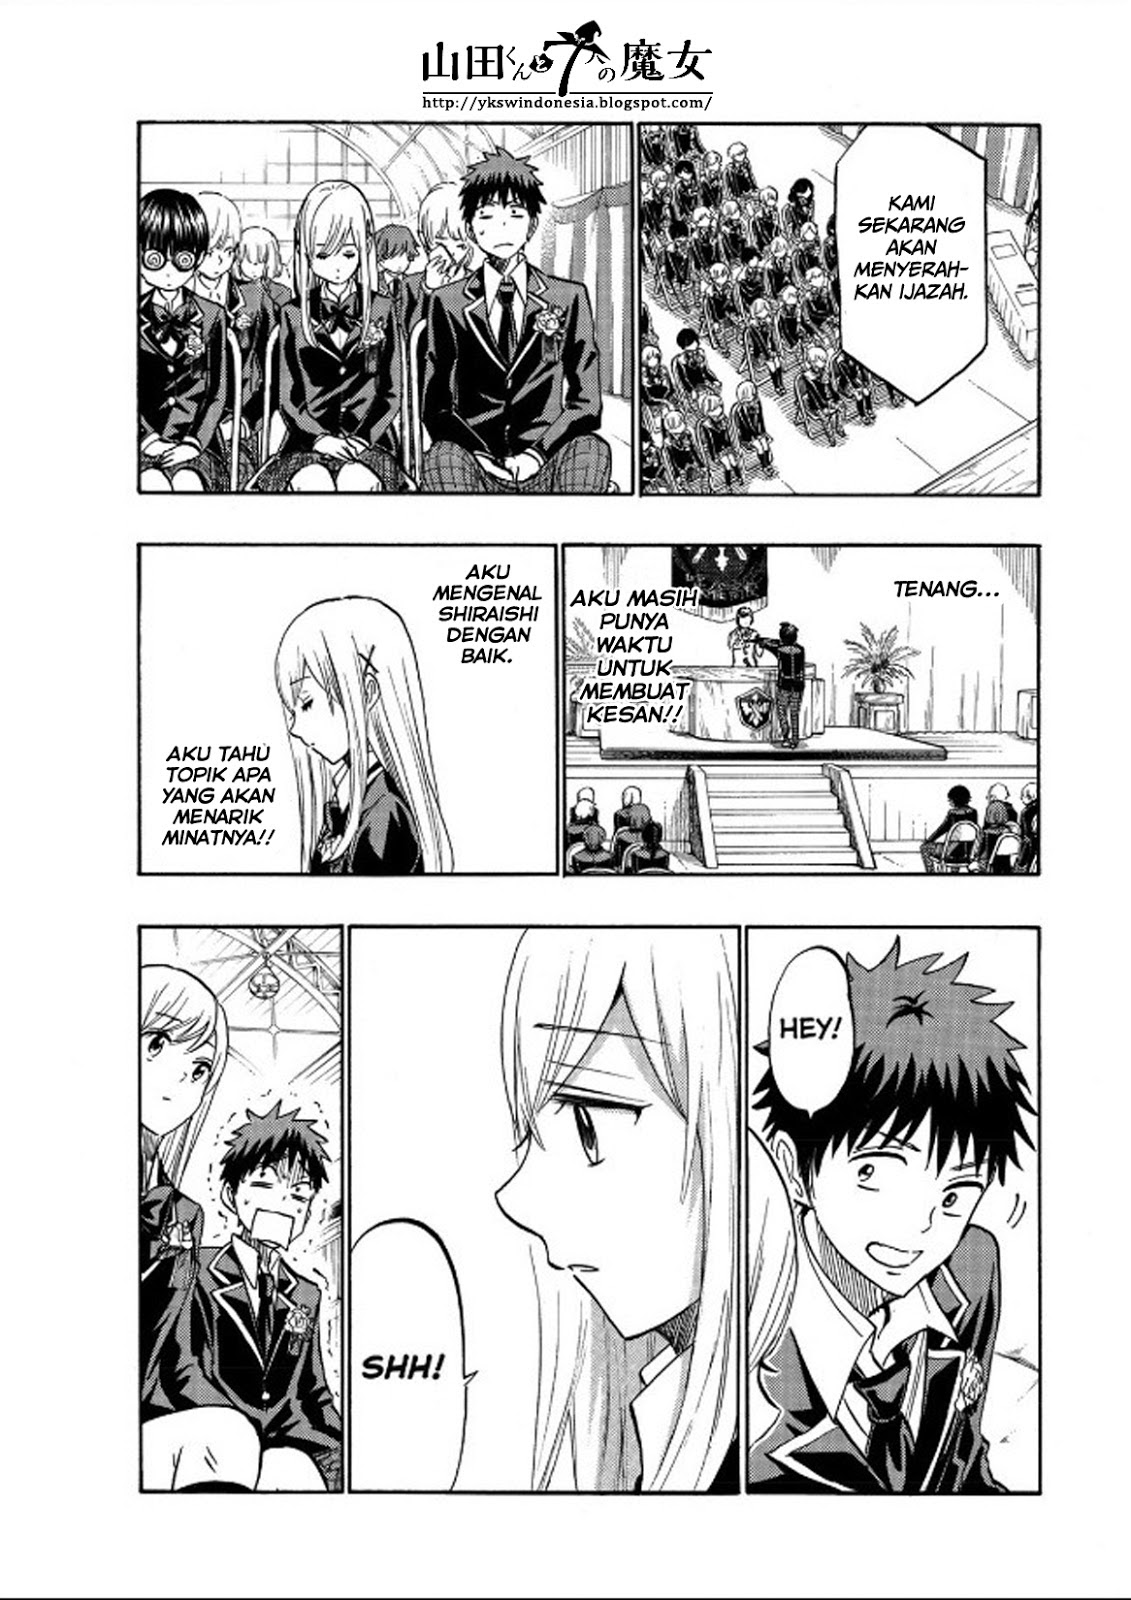 山田くんと7人の魔女
http://ykswindonesia.blogspot.com/
KAMI
SEKARANG
AKAN
MENYERAH-
KAN IJAZAH.
TENANG...
AKU MASIH
PUNYA
WAKTU
UNTUK
MEMBUAT
KESAN!!
AKU
MENGENAL
SHIRAISHI
DENGAN
BAIK.
AKU TAHU
TOPIK APA
YANG AKAN
MENARIK
MINATNYA!!
HEY!
SHH!